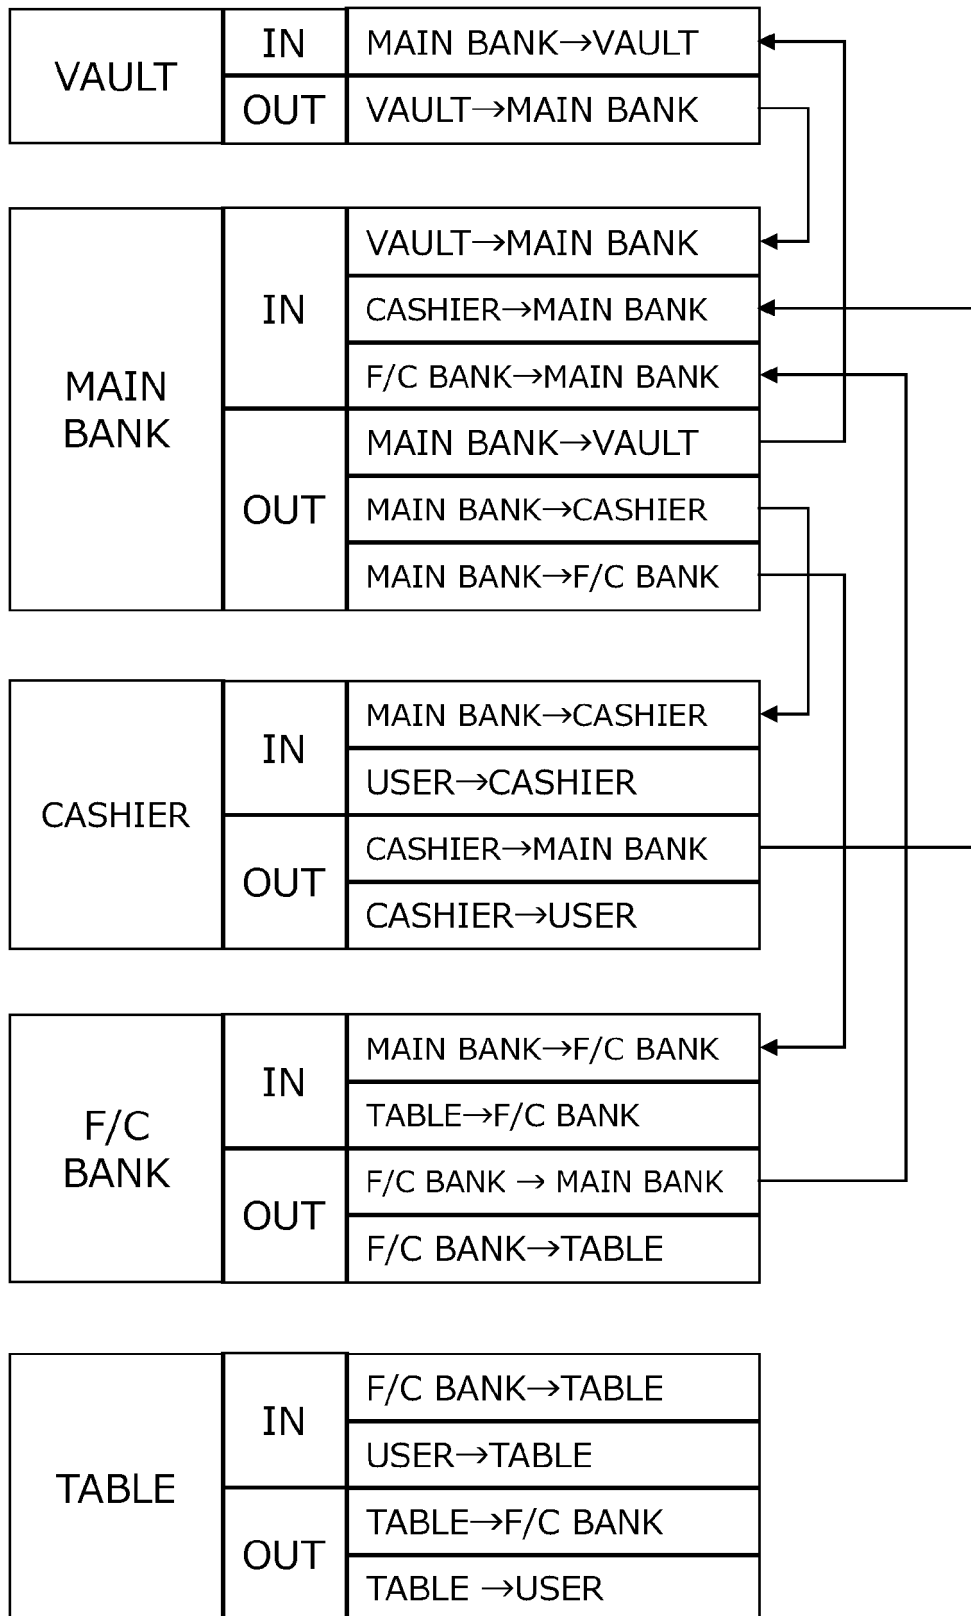 VAULT
IN
MAIN BANK→VAULT
OUT
VAULT→MAIN BANK
MAIN
BANK
IN
VAULT→MAIN BANK
CASHIER→MAIN BANK
F/C BANK→MAIN BANK
OUT
MAIN BANK→VAULT
MAIN BANK→CASHIER
MAIN BANK→F/C BANK
CASHIER
IN
MAIN BANK→CASHIER
USER→CASHIER
OUT
CASHIER→MAIN BANK
CASHIER→USER
F/C
BANK
IN
MAIN BANK→F/C BANK
TABLE→F/C BANK
OUT
F/C BANK → MAIN BANK
F/C BANK→TABLE
TABLE
IN
F/C BANK→TABLE
USER→TABLE
OUT
TABLE→F/C BANK
TABLE →USER